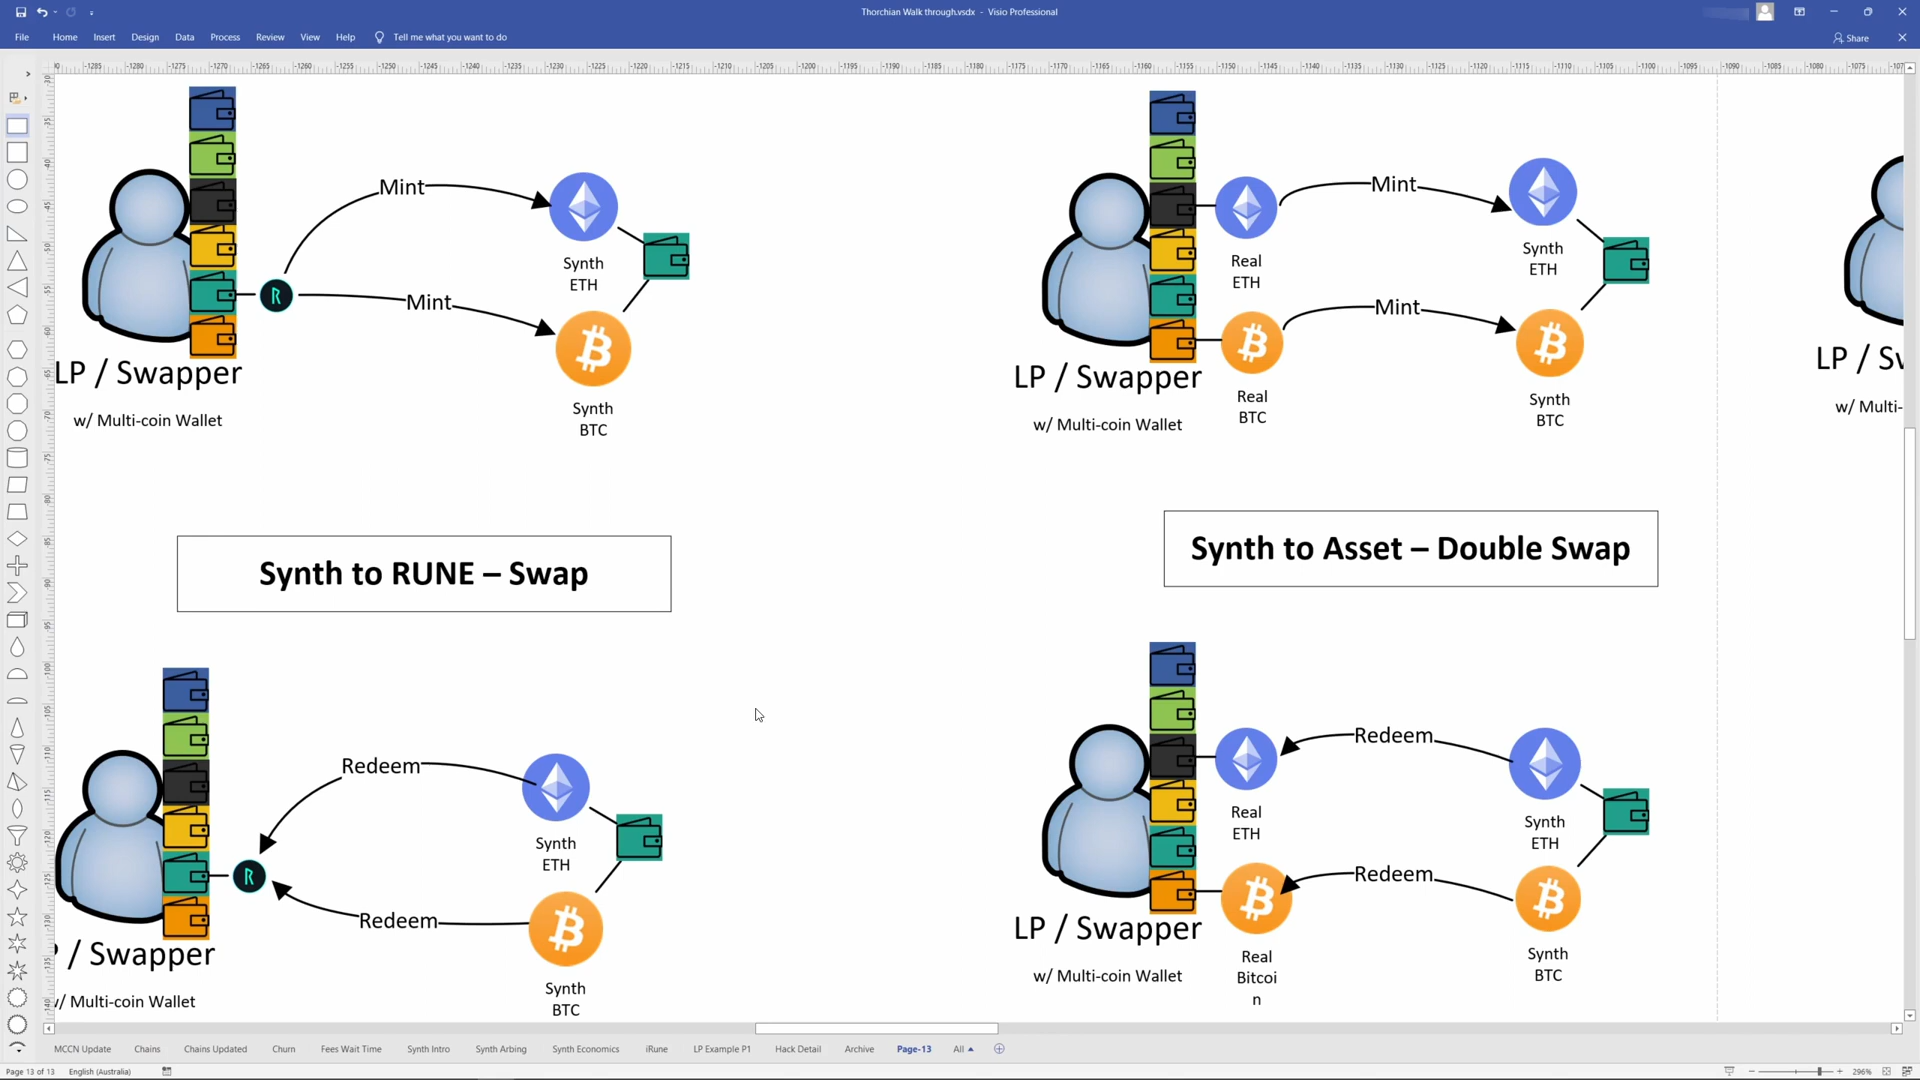 Thorchian Walk through.vsdx - Visio Professional
File Home Insert Design Data Process Review View Help Tell me what you want to do
Share
Mint
Mint
Synth
ETH
Synth
BTC
LP / Swapper
w/ Multi-coin Wallet
Mint
Mint
Real
ETH
Synth
ETH
Real
BTC
Synth
BTC
LP / Swapper
w/ Multi-coin Wallet
LP / Sw
w/ Multi-
Synth to RUNE – Swap
Synth to Asset – Double Swap
Redeem
Redeem
Synth
ETH
Synth
BTC
/ Swapper
w/ Multi-coin Wallet
Redeem
Redeem
Real
ETH
Synth
ETH
Real
Bitcoi
n
Synth
BTC
LP / Swapper
w/ Multi-coin Wallet
MCCN Update Chains Chains Updated Churn Fees Wait Time Synth Intro Synth Arbing Synth Economics iRune LP Example P1 Hack Detail Archive Page-13 All
Page 13 of 13 English (Australia) 296%